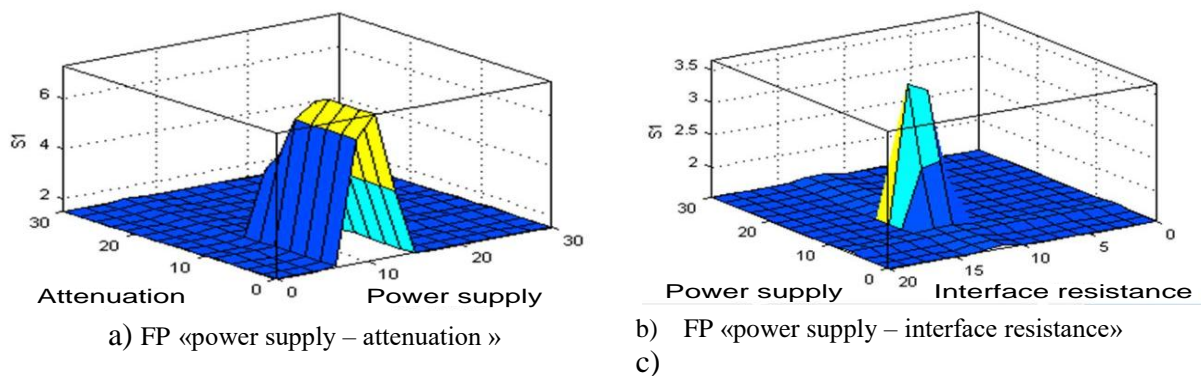 6
4
2
S1
30
20
10
0
0
10
20
30
Attenuation
Power supply
a) FP «power supply – attenuation »
3.5
3
2.5
2
S1
30
20
10
0
20
15
10
5
0
Power supply
Interface resistance
b) FP «power supply – interface resistance»
c)